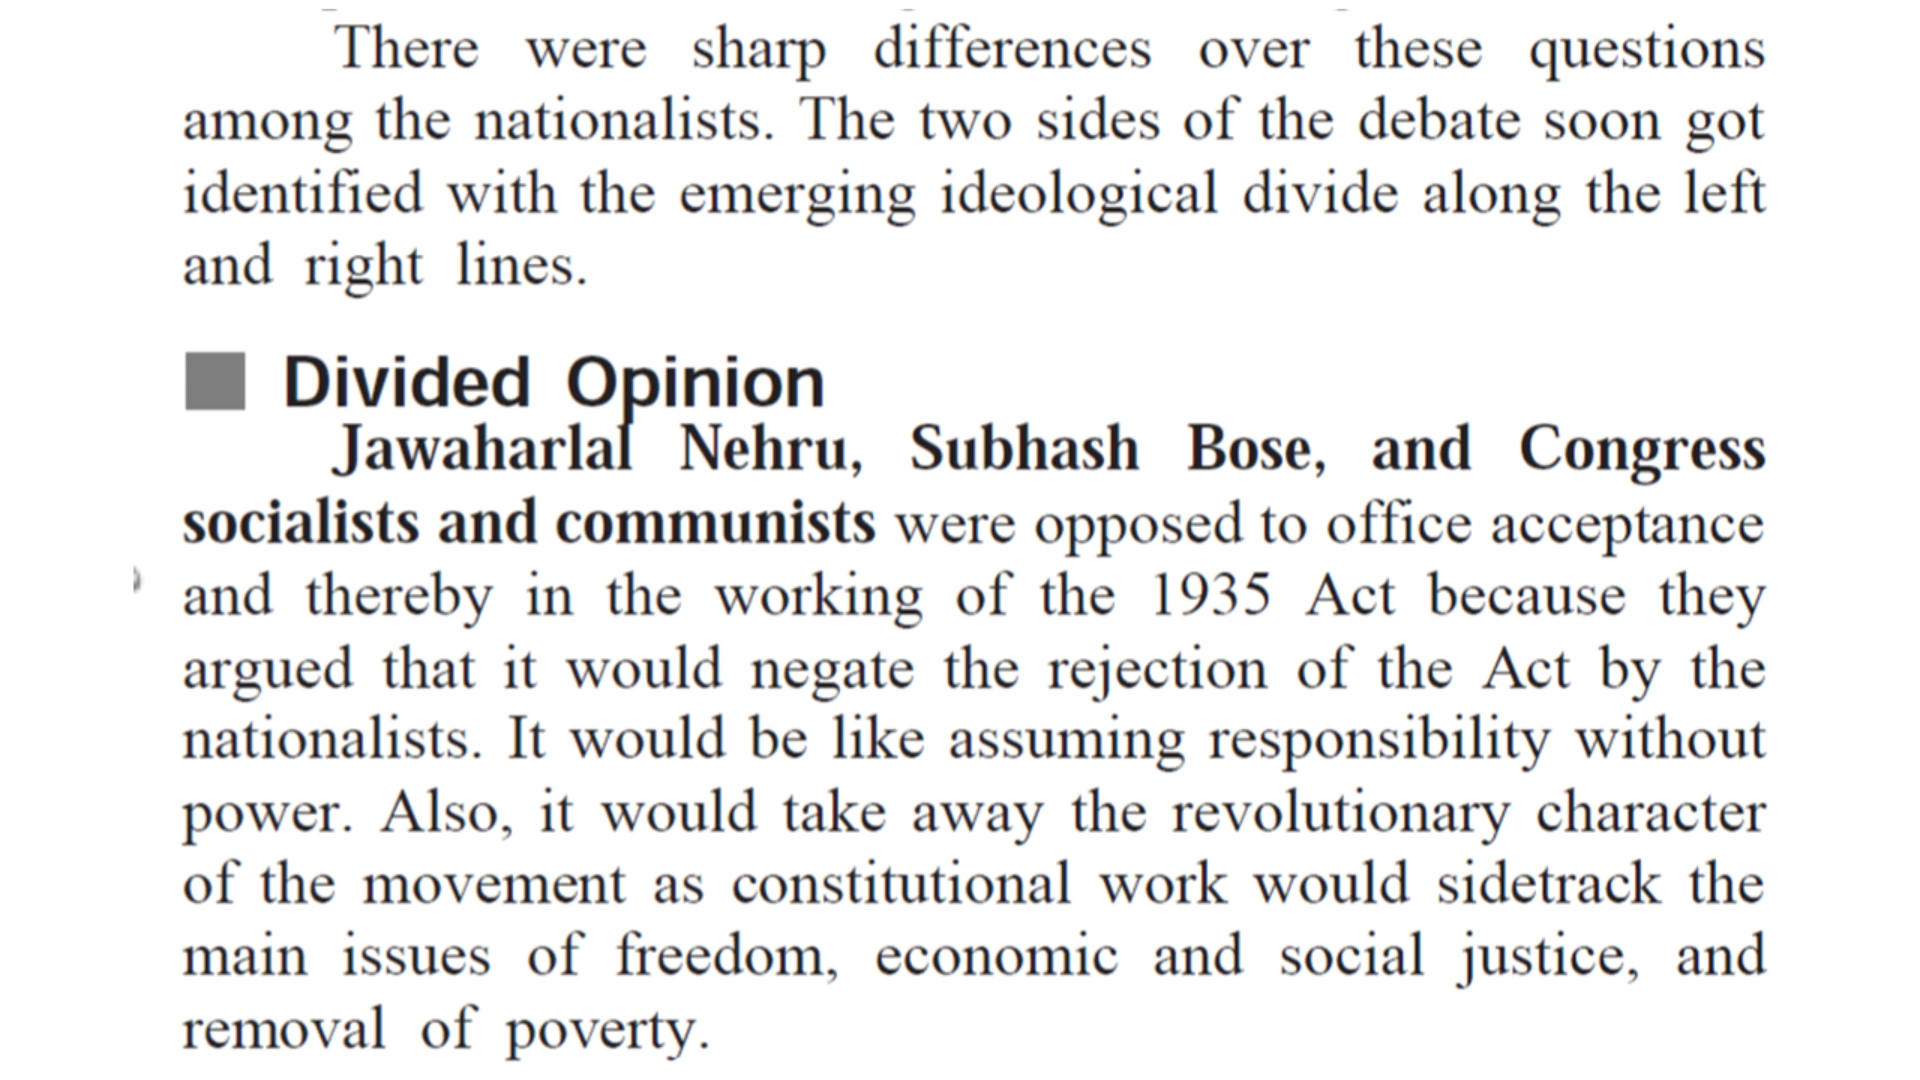 There were sharp differences over these questions
among the nationalists. The two sides of the debate soon got
identified with the emerging ideological divide along the left
and right lines.
Divided Opinion
Jawaharlal Nehru, Subhash Bose, and Congress
socialists and communists were opposed to office acceptance
and thereby in the working of the 1935 Act because they
argued that it would negate the rejection of the Act by the
nationalists. It would be like assuming responsibility without
power. Also, it would take away the revolutionary character
of the movement as constitutional work would sidetrack the
main issues of freedom, economic and social justice, and
removal of poverty.